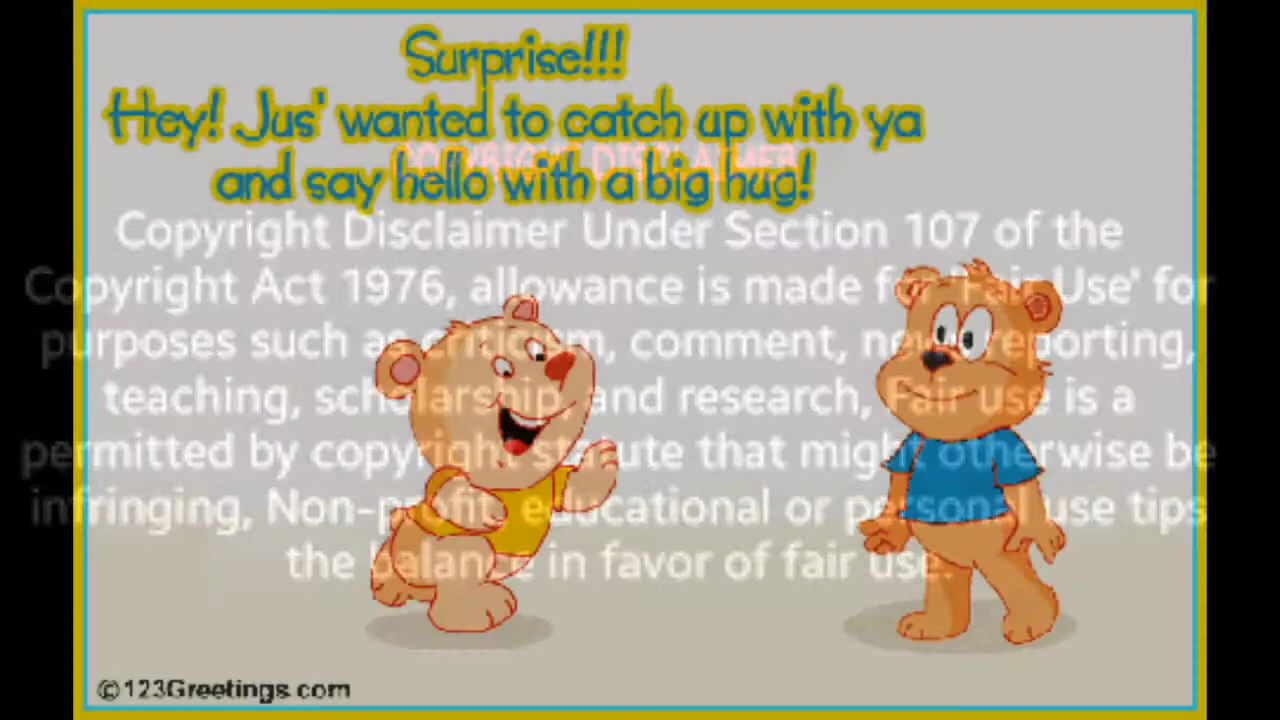 Surprise!!!
Hey! Jus' wanted to catch up with ya
COPYRIGHT DISCLAIMER
and say hello with a big hug!
Copyright Disclaimer Under Section 107 of the
Copyright Act 1976, allowance is made for 'Fair Use' for
purposes such as criticism, comment, news reporting,
teaching, scholarship, and research, Fair use is a
permitted by copyright statute that might otherwise be
infringing, Non-profit, educational or personal use tips
the balance in favor of fair use.
©123Greetings.com